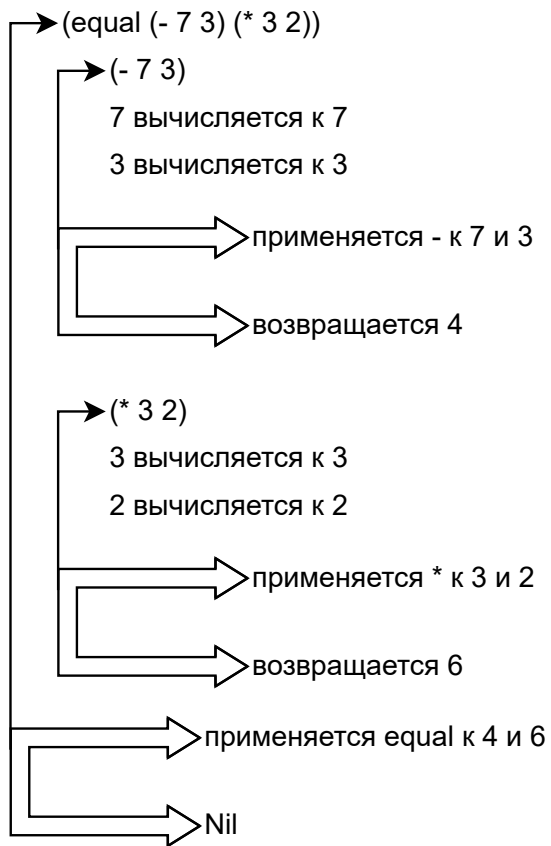 (equal (- 7 3) (* 3 2))
(- 7 3)
7 вычисляется к 7
3 вычисляется к 3
применяется - к 7 и 3
возвращается 4
(* 3 2)
3 вычисляется к 3
2 вычисляется к 2
применяется * к 3 и 2
возвращается 6
применяется equal к 4 и 6
Nil